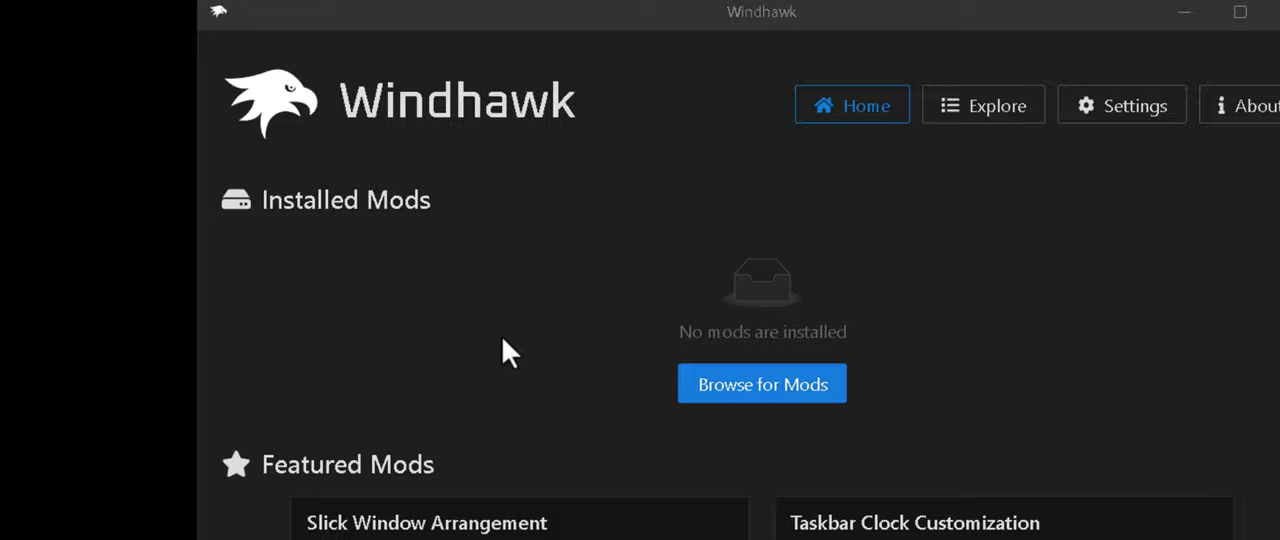 Windhawk
Windhawk
Home
Explore
Settings
About
Installed Mods
No mods are installed
Browse for Mods
Featured Mods
Slick Window Arrangement
Taskbar Clock Customization